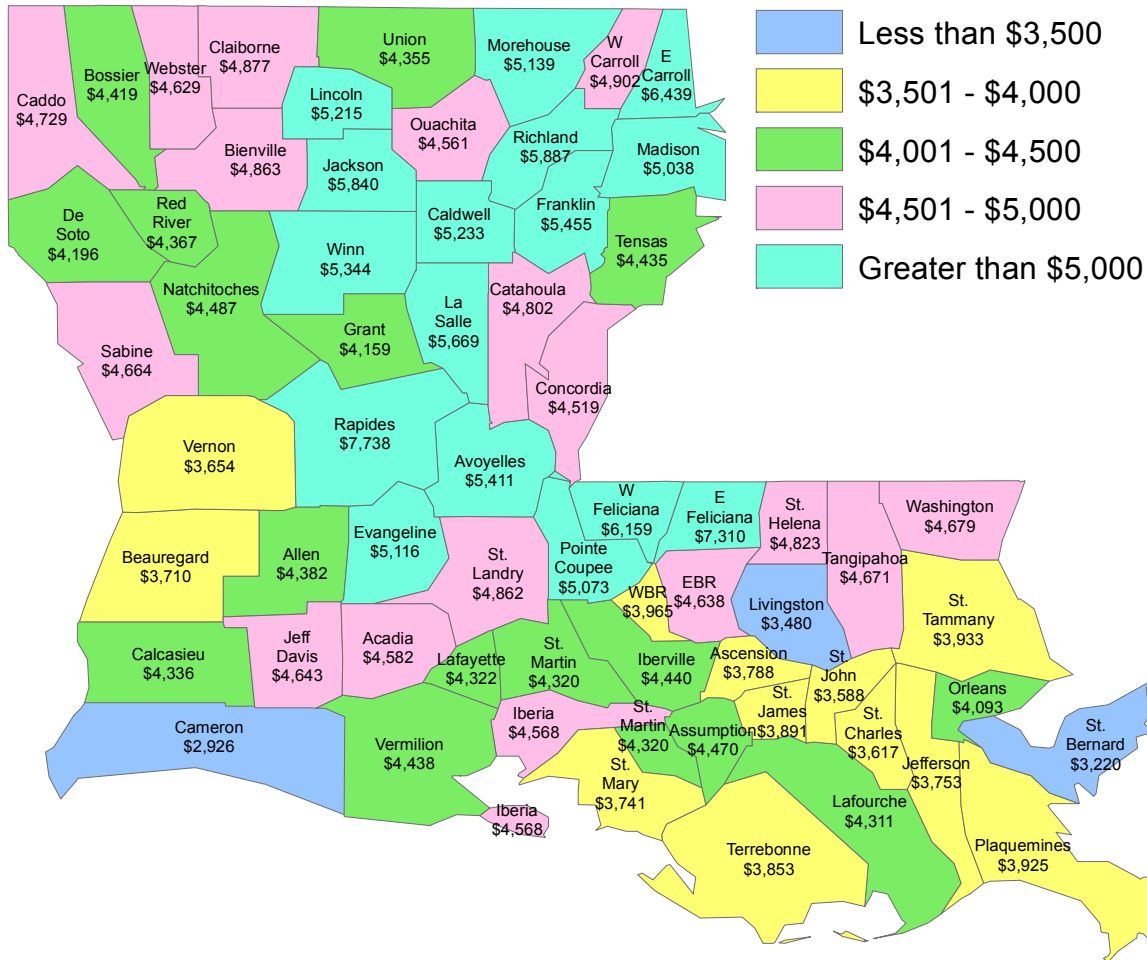 Less than $3,500
$3,501 - $4,000
$4,001 - $4,500
$4,501 - $5,000
Greater than $5,000
Caddo
$4,729
Bossier
$4,419
Webster
$4,629
Claiborne
$4,877
Union
$4,355
Morehouse
$5,139
W
Carroll
$4,902
E
Carroll
$6,439
Lincoln
$5,215
Ouachita
$4,561
Richland
$5,887
Madison
$5,038
Bienville
$4,863
Jackson
$5,840
De
Soto
$4,196
Red
River
$4,367
Caldwell
$5,233
Franklin
$5,455
Tensas
$4,435
Winn
$5,344
Natchitoches
$4,487
Catahoula
$4,802
La
Salle
$5,669
Grant
$4,159
Sabine
$4,664
Concordia
$4,519
Rapides
$7,738
Vernon
$3,654
Avoyelles
$5,411
W
Feliciana
$6,159
E
Feliciana
$7,310
St.
Helena
$4,823
Washington
$4,679
Evangeline
$5,116
Beauregard
$3,710
Allen
$4,382
St.
Landry
$4,862
Pointe
Coupee
$5,073
Tangipahoa
$4,671
WBR
$3,965
EBR
$4,638
Livingston
$3,480
St.
Tammany
$3,933
Calcasieu
$4,336
Jeff
Davis
$4,643
Acadia
$4,582
Lafayette
$4,322
St.
Martin
$4,320
Iberville
$4,440
Ascension
$3,788
St.
John
$3,588
St.
James
$3,891
Orleans
$4,093
Cameron
$2,926
Vermilion
$4,438
Iberia
$4,568
St.
Martin
$4,320
Assumption
$4,470
St.
Charles
$3,617
St.
Bernard
$3,220
Jefferson
$3,753
St.
Mary
$3,741
Iberia
$4,568
Lafourche
$4,311
Terrebonne
$3,853
Plaquemines
$3,925